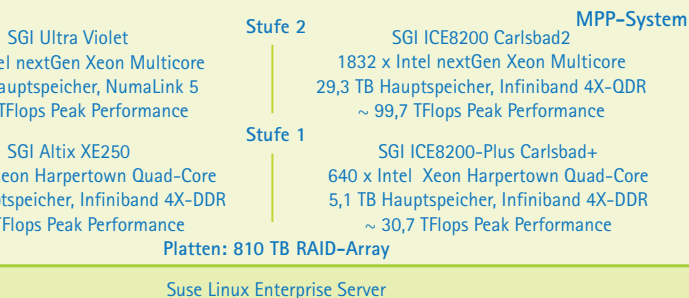 MPP-System
Stufe 2
SGI Ultra Violet
nextGen Xeon Multicore
NumaLink 5
TFlops Peak Performance
SGI ICE8200 Carlsbad2
1832 x Intel nextGen Xeon Multicore
29,3 TB Hauptspeicher, Infiniband 4X-QDR
~ 99,7 TFlops Peak Performance
Stufe 1
SGI Altix XE250
Harpertown Quad-Core
Infiniband 4X-DDR
TFlops Peak Performance
SGI ICE8200-Plus Carlsbad+
640 x Intel Xeon Harpertown Quad-Core
5,1 TB Hauptspeicher, Infiniband 4X-DDR
~ 30,7 TFlops Peak Performance
Platten: 810 TB RAID-Array
Suse Linux Enterprise Server